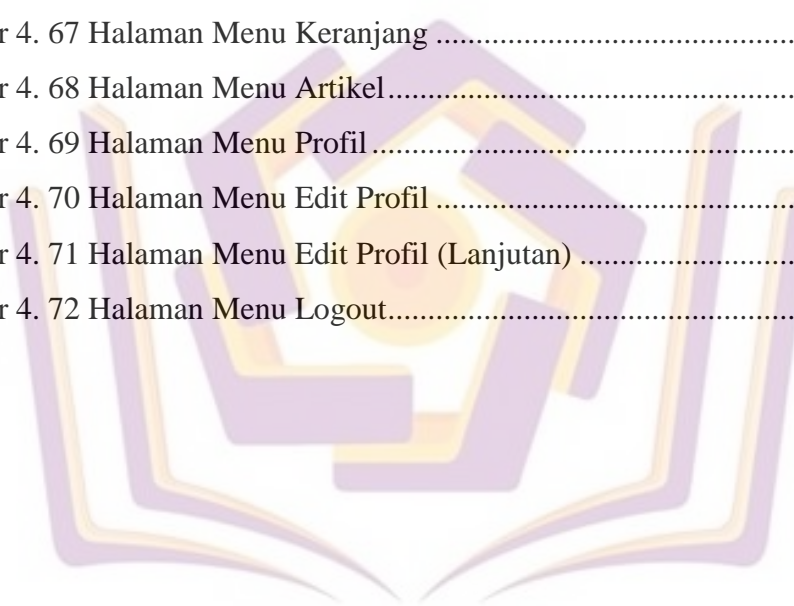 r 4. 67 Halaman Menu Keranjang ..............................................
r 4. 68 Halaman Menu Artikel....................................................
r 4. 69 Halaman Menu Profil ......................................................
r 4. 70 Halaman Menu Edit Profil ..............................................
r 4. 71 Halaman Menu Edit Profil (Lanjutan) ...........................
r 4. 72 Halaman Menu Logout....................................................